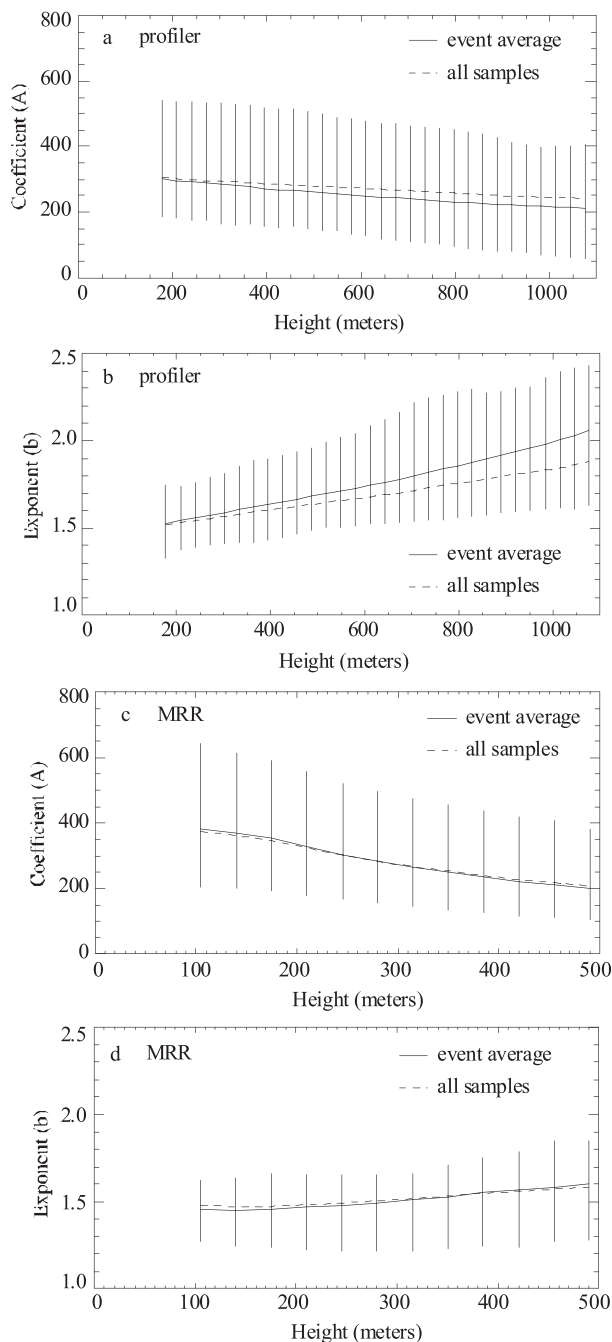 800
a profiler
event average
all samples
600
400
200
0
Coefficient (A)
0 200 400 600 800 1000
Height (meters)
2.5
b profiler
2.0
1.5
1.0
Exponent (b)
event average
all samples
0 200 400 600 800 1000
Height (meters)
800
c MRR
event average
all samples
600
400
200
0
Coefficient (A)
0 100 200 300 400 500
Height (meters)
2.5
d MRR
event average
all samples
2.0
1.5
1.0
Exponent (b)
0 100 200 300 400 500
Height (meters)